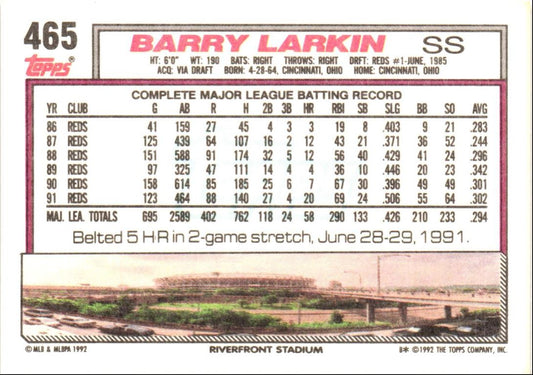 465 BARRY LARKIN SS
Topps HT: 6'0" WT: 190 BATS: RIGHT THROWS: RIGHT DRFT: REDS #1-JUNE, 1985
ACQ: VIA DRAFT BORN: 4-28-64, CINCINNATI, OHIO HOME: CINCINNATI, OHIO
COMPLETE MAJOR LEAGUE BATTING RECORD
YR CLUB G AB R H 2B 3B HR RBI SB SLG BB SO AVG
86 REDS 41 159 27 45 4 3 3 19 8 .403 9 21 .283
87 REDS 125 439 64 107 16 2 12 43 21 .371 36 52 .244
88 REDS 151 588 91 174 32 5 12 56 40 .429 41 24 .296
89 REDS 97 325 47 111 14 4 4 36 10 .446 20 23 .342
90 REDS 158 614 85 185 25 6 7 67 30 .396 49 49 .301
91 REDS 123 464 88 140 27 4 20 69 24 .506 55 64 .302
MAJ. LEA. TOTALS 695 2589 402 762 118 24 58 290 133 .426 210 233 .294
Belted 5 HR in 2-game stretch, June 28-29, 1991.
© MLB & MLBPA 1992 RIVERFRONT STADIUM B* © 1992 THE TOPPS COMPANY, INC.